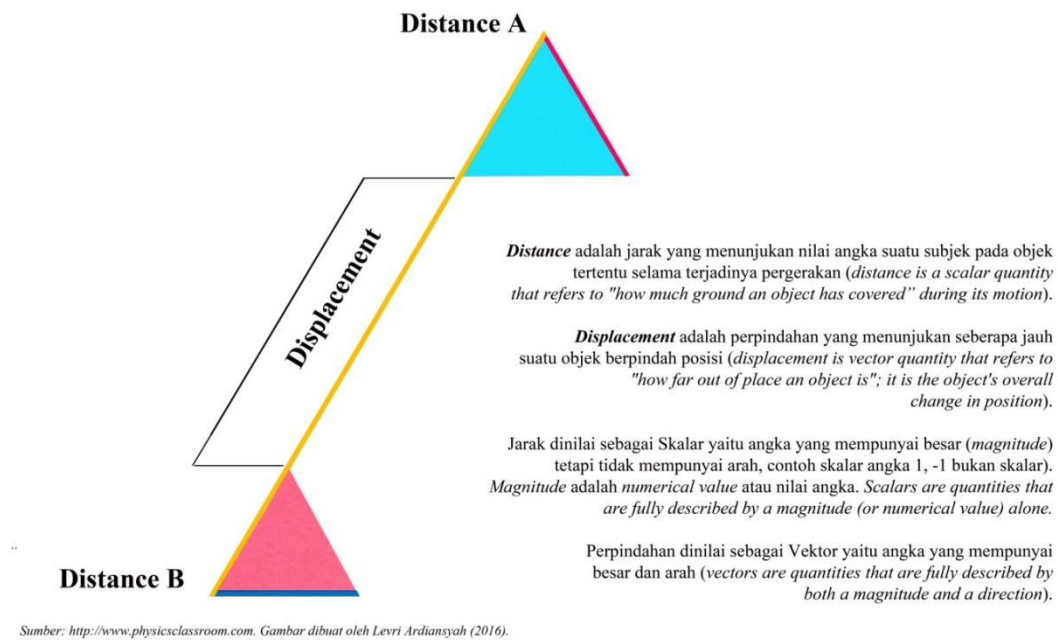 Distance A
Displacement
Distance B
Distance adalah jarak yang menunjukan nilai angka suatu subjek pada objek
tertentu selama terjadinya pergerakan (distance is a scalar quantity
that refers to "how much ground an object has covered” during its motion).
Displacement adalah perpindahan yang menunjukan seberapa jauh
suatu objek berpindah posisi (displacement is vector quantity that refers to
"how far out of place an object is"; it is the object's overall
change in position).
Jarak dinilai sebagai Skalar yaitu angka yang mempunyai besar (magnitude)
tetapi tidak mempunyai arah, contoh skalar angka 1, -1 bukan skalar).
Magnitude adalah numerical value atau nilai angka. Scalars are quantities that
are fully described by a magnitude (or numerical value) alone.
Perpindahan dinilai sebagai Vektor yaitu angka yang mempunyai
besar dan arah (vectors are quantities that are fully described by
both a magnitude and a direction).
..
Sumber: http://www.physicsclassroom.com. Gambar dibuat oleh Levri Ardiansyah (2016).